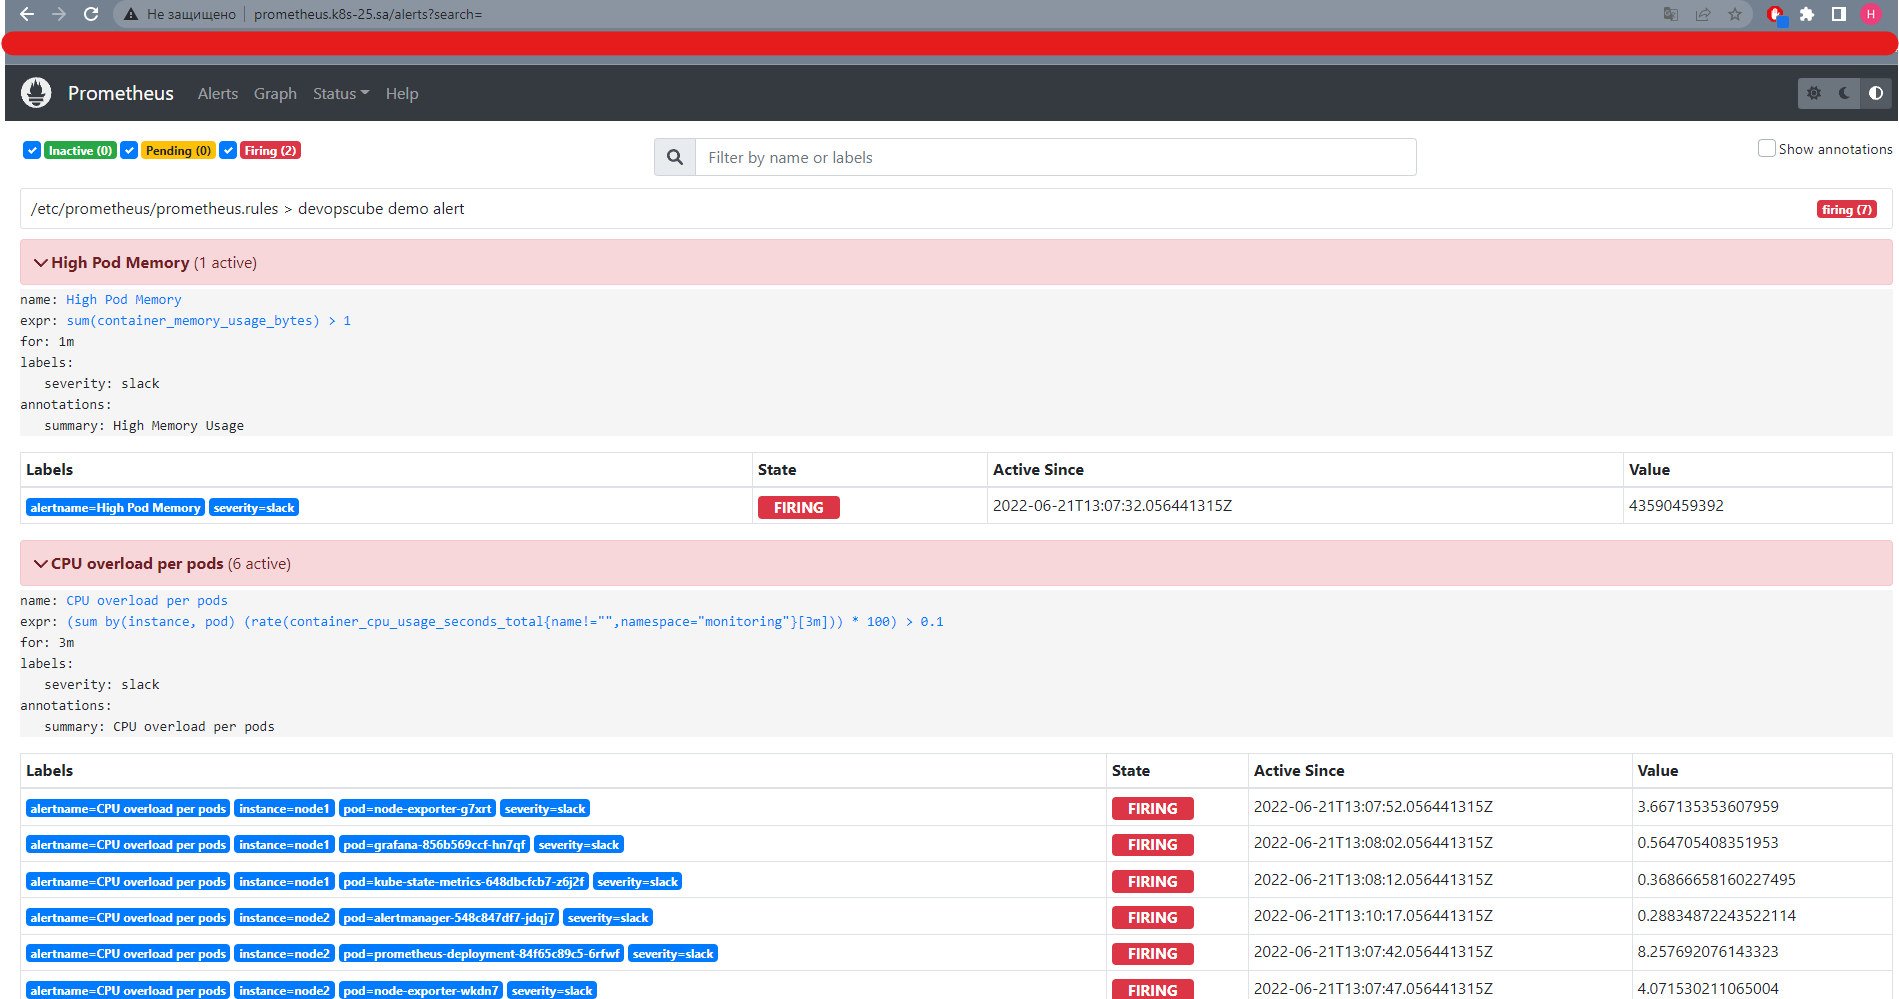 Не защищено prometheus.k8s-25.sa/alerts?search=
H
Prometheus Alerts Graph Status Help
Inactive (0) Pending (0) Firing (2)
Filter by name or labels
Show annotations
/etc/prometheus/prometheus.rules > devopscube demo alert firing (7)
High Pod Memory (1 active)
name: High Pod Memory
expr: sum(container_memory_usage_bytes) > 1
for: 1m
labels:
severity: slack
annotations:
summary: High Memory Usage
Labels State Active Since Value
alertname=High Pod Memory severity=slack FIRING 2022-06-21T13:07:32.056441315Z 43590459392
CPU overload per pods (6 active)
name: CPU overload per pods
expr: (sum by(instance, pod) (rate(container_cpu_usage_seconds_total{name!="",namespace="monitoring"}[3m])) * 100) > 0.1
for: 3m
labels:
severity: slack
annotations:
summary: CPU overload per pods
Labels State Active Since Value
alertname=CPU overload per pods instance=node1 pod=node-exporter-g7xrt severity=slack FIRING 2022-06-21T13:07:52.056441315Z 3.667135353607959
alertname=CPU overload per pods instance=node1 pod=grafana-856b569ccf-hn7qf severity=slack FIRING 2022-06-21T13:08:02.056441315Z 0.564705408351953
alertname=CPU overload per pods instance=node1 pod=kube-state-metrics-648dbcfcb7-z6j2f severity=slack FIRING 2022-06-21T13:08:12.056441315Z 0.36866658160227495
alertname=CPU overload per pods instance=node2 pod=alertmanager-548c847df7-jdqj7 severity=slack FIRING 2022-06-21T13:10:17.056441315Z 0.28834872243522114
alertname=CPU overload per pods instance=node2 pod=prometheus-deployment-84f65c89c5-6rfwf severity=slack FIRING 2022-06-21T13:07:42.056441315Z 8.257692076143323
alertname=CPU overload per pods instance=node2 pod=node-exporter-wkdn7 severity=slack FIRING 2022-06-21T13:07:47.056441315Z 4.071530211065004